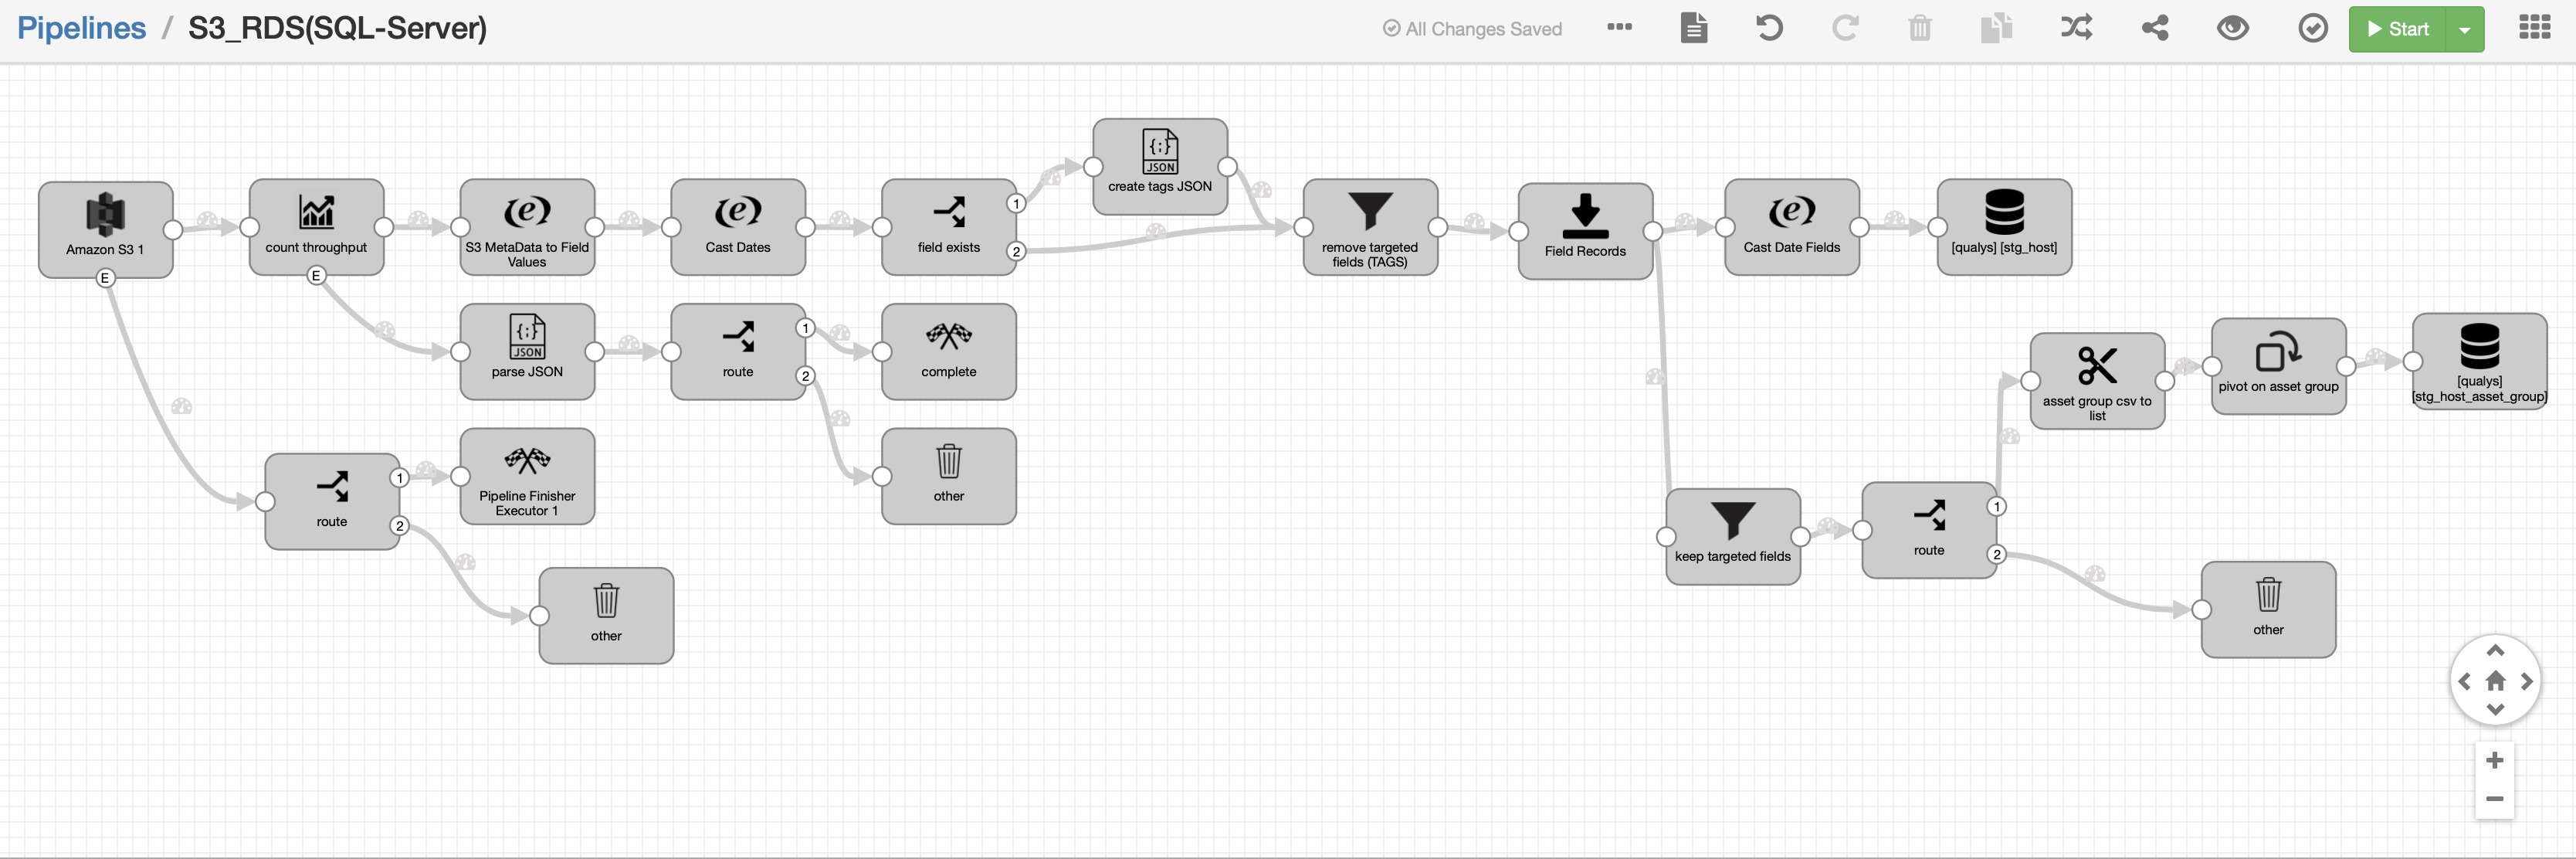 Pipelines / S3_RDS(SQL-Server)
All Changes Saved
Start
Amazon S3 1
E
count throughput
E
S3 MetaData to Field
Values
Cast Dates
field exists
1
2
{;}
JSON
create tags JSON
remove targeted
fields (TAGS)
Field Records
Cast Date Fields
[qualys] [stg_host]
{;}
JSON
parse JSON
route
1
2
complete
other
asset group csv to
list
pivot on asset group
[qualys]
[stg_host_asset_group]
route
1
2
Pipeline Finisher
Executor 1
other
keep targeted fields
route
1
2
other